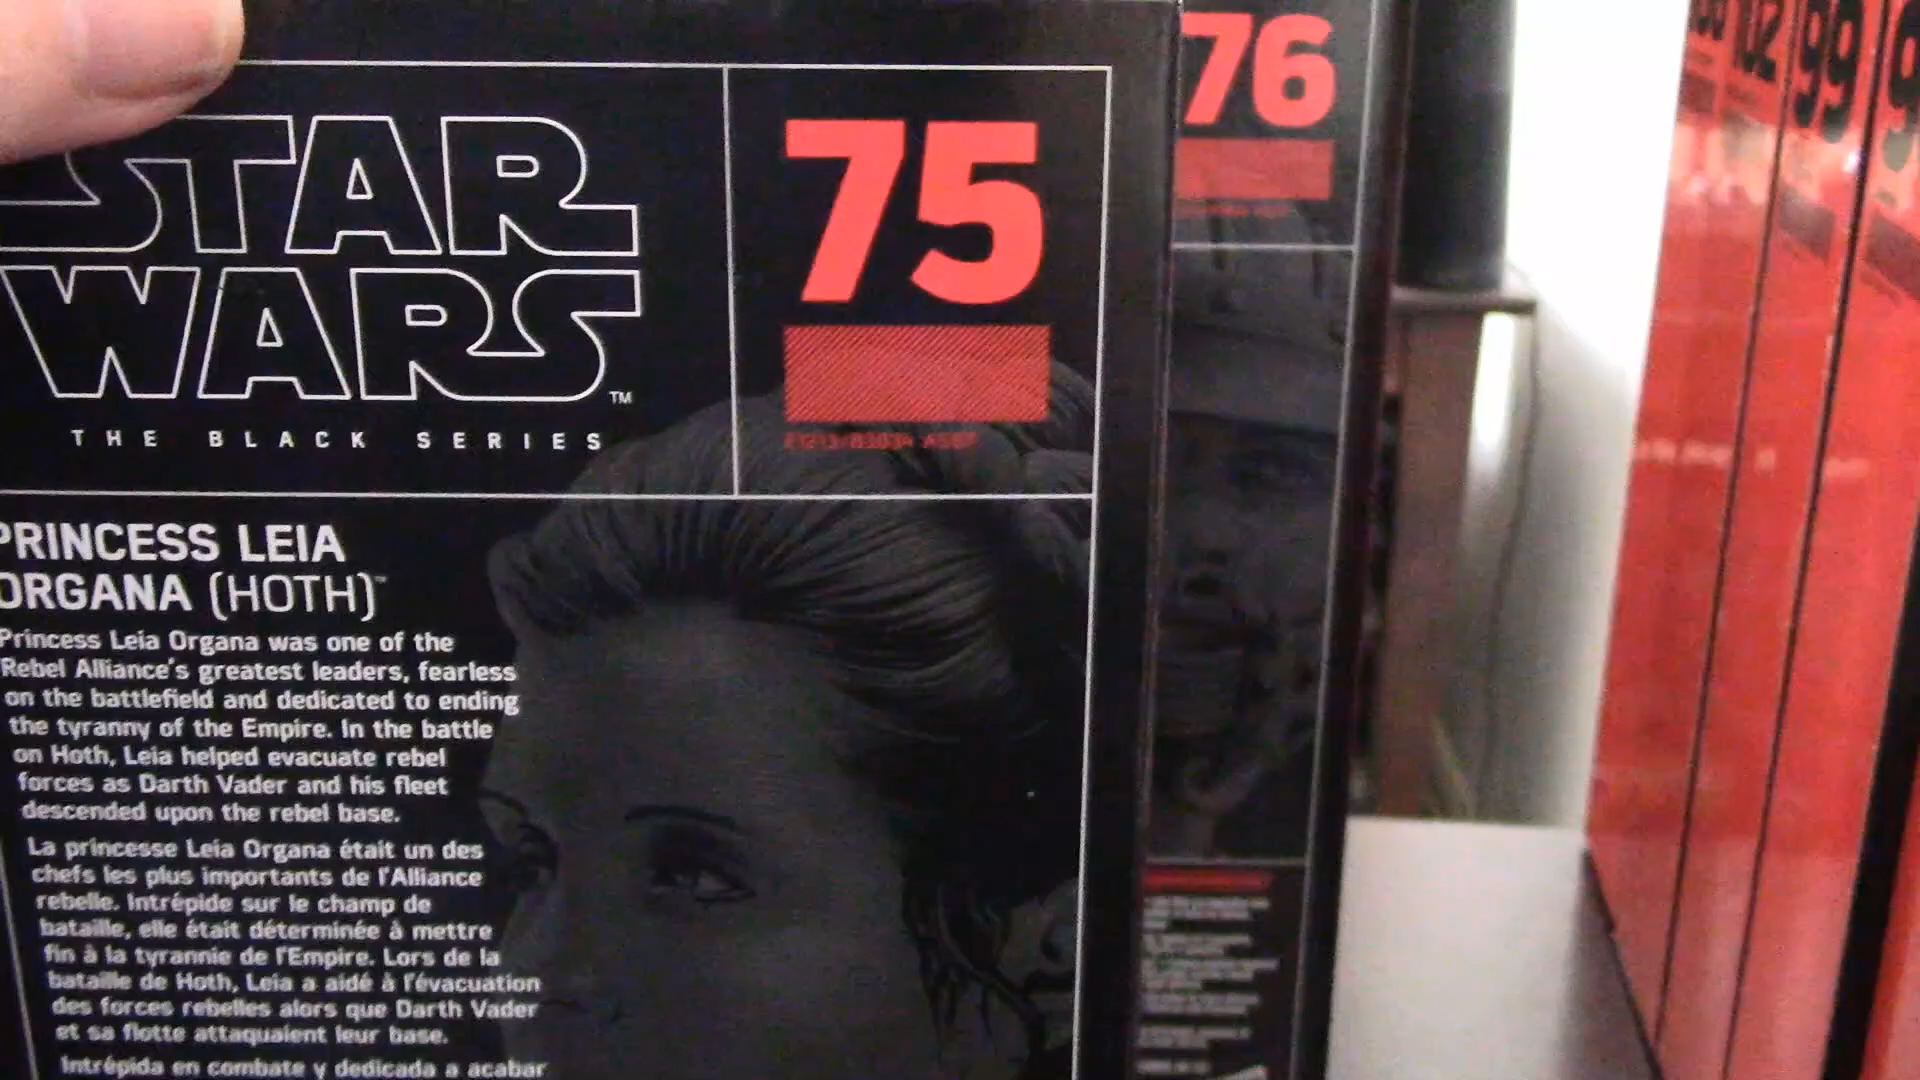 STAR
WARS
™
THE BLACK SERIES
75
76
PRINCESS LEIA
ORGANA (HOTH)™
Princess Leia Organa was one of the
Rebel Alliance's greatest leaders, fearless
on the battlefield and dedicated to ending
the tyranny of the Empire. In the battle
on Hoth, Leia helped evacuate rebel
forces as Darth Vader and his fleet
descended upon the rebel base.
La princesse Leia Organa était un des
chefs les plus importants de l'Alliance
rebelle. Intrépide sur le champ de
bataille, elle était déterminée à mettre
fin à la tyrannie de l'Empire. Lors de la
bataille de Hoth, Leia a aidé à l'évacuation
des forces rebelles alors que Darth Vader
et sa flotte attaquaient leur base.
Intrépida en combate y dedicada a acabar
02
99